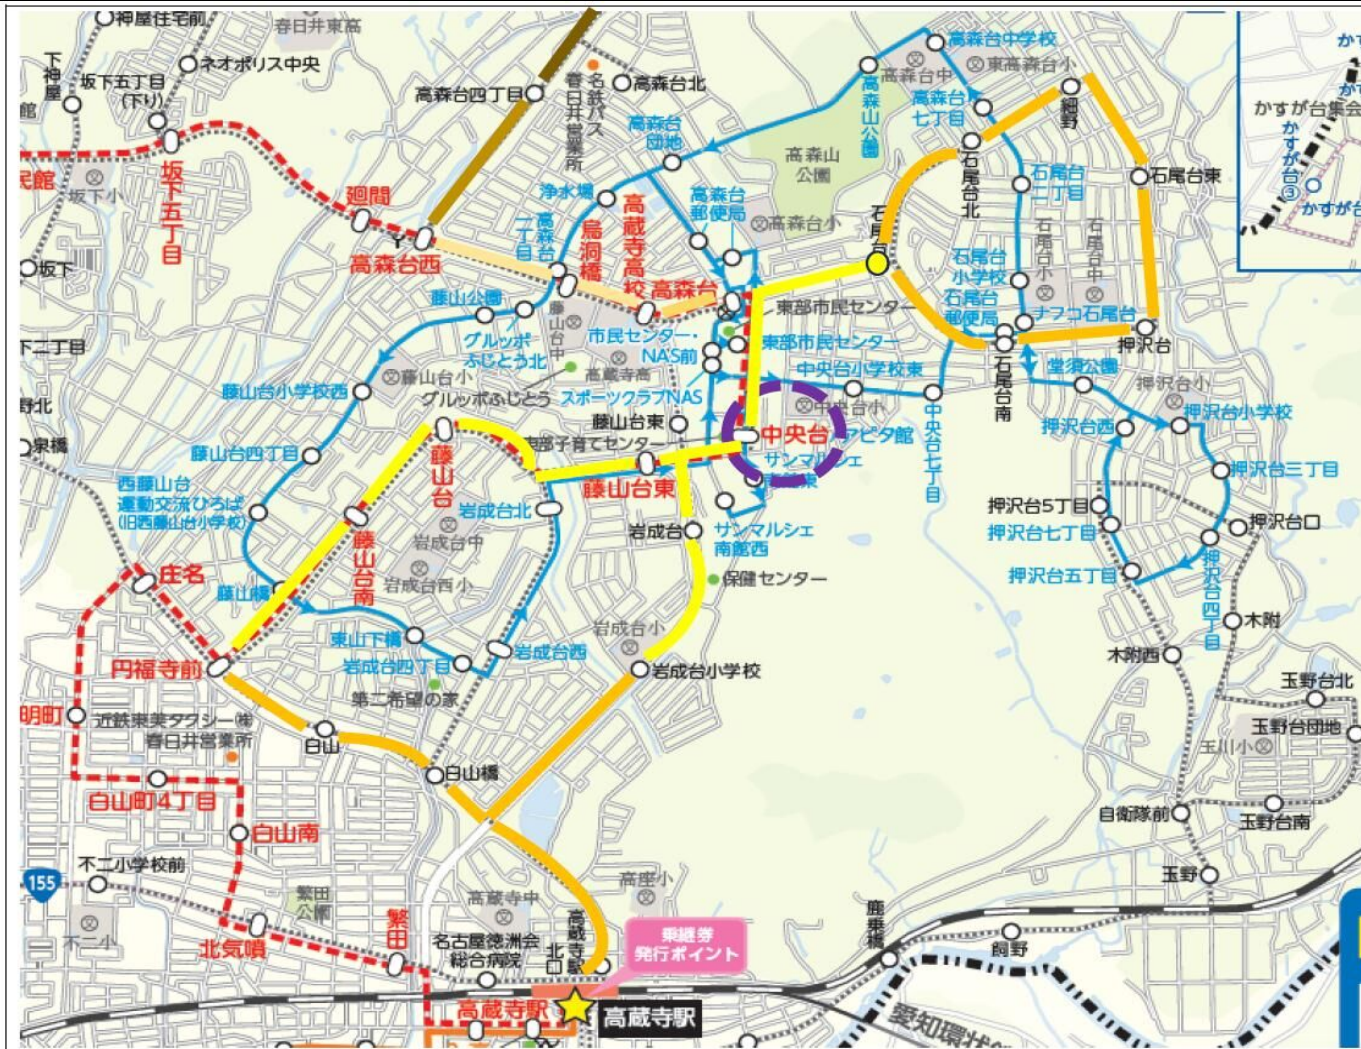 神屋住宅前
春日井東高
下神屋
坂下五丁目
(下り)
ネオポリス中央
高森台四丁目
名鉄バス
春日井営業所
高森台北
高森台
団地
高森山公園
高森台中学校
高森台中
東高森台小
高森台
七丁目
細野
かすが台集会
かすが台③
かすが台
館
民館
坂下小
坂下五丁目
廻間
高森台西
浄水場
高森台
一丁目
烏洞橋
高蔵寺高校
高森台
郵便局
高森台小
高森山
公園
石尾台
石尾台北
石尾台
二丁目
石尾台東
坂下
藤山公園
グルッポ
ふじとう北
藤山台中
高森台
市民センター・
NAS前
東部市民センター
東部市民センター
石尾台
小学校
石尾台小
石尾台中
石尾台
郵便局
ナフコ石尾台
押沢台
下二丁目
藤山台小
藤山台小学校西
グルッポふじとう
高蔵寺高
スポーツクラブNAS
中央台小学校東
中央台小
石尾台南
堂須公園
押沢台小
野北
泉橋
藤山台四丁目
藤山台
藤山台東
東部子育てセンター
中央台
アピタ館
サンマルシェ
中央台七丁目
押沢台西
押沢台小学校
西藤山台
運動交流ひろば
(旧西藤山台小学校)
藤山台東
押沢台三丁目
岩成台北
岩成台中
岩成台
サンマルシェ
南館西
押沢台5丁目
押沢台七丁目
押沢台口
庄名
藤山橋
藤山台南
岩成台西小
保健センター
押沢台五丁目
押沢台四丁目
東山下橋
岩成台西
岩成台小
木附
円福寺前
岩成台四丁目
第二希望の家
岩成台小学校
木附西
玉野台北
明町
近鉄東美タクシー㈱
春日井営業所
白山
玉川小
玉野台団地
白山町4丁目
白山橋
自衛隊前
玉野台南
白山南
不二小学校前
155
繁田
公園
高蔵寺中
高座小
玉野
不二小
北気噴
繁田
名古屋徳洲会
総合病院
高蔵寺駅
北口
乗継券
発行ポイント
鹿乗橋
飼野
高蔵寺駅
高蔵寺駅
愛知環状